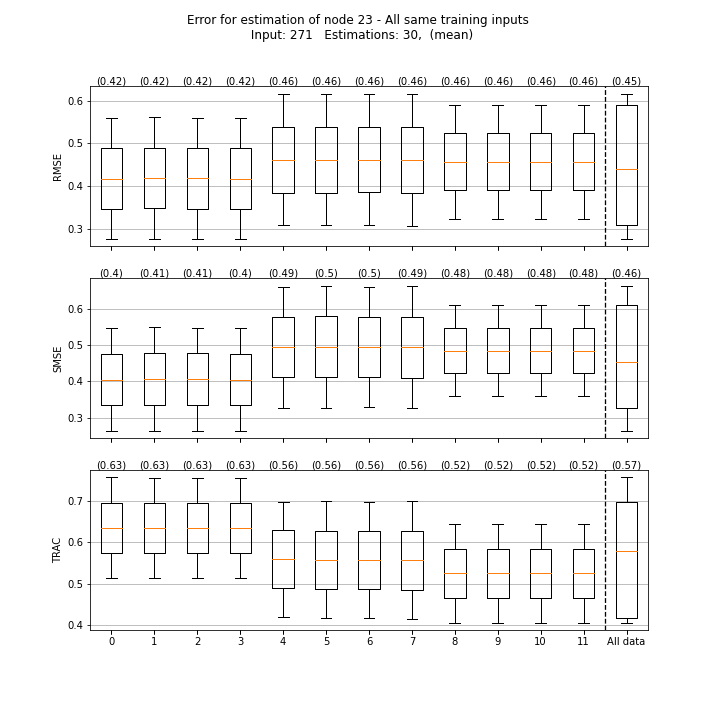 Error for estimation of node 23 - All same training inputs
Input: 271   Estimations: 30,  (mean)
(0.42) (0.42) (0.42) (0.42) (0.46) (0.46) (0.46) (0.46) (0.46) (0.46) (0.46) (0.46) (0.45)
0.6
0.5
0.4
0.3
RMSE
(0.4) (0.41) (0.41) (0.4) (0.49) (0.5) (0.5) (0.49) (0.48) (0.48) (0.48) (0.48) (0.46)
0.6
0.5
0.4
0.3
SMSE
(0.63) (0.63) (0.63) (0.63) (0.56) (0.56) (0.56) (0.56) (0.52) (0.52) (0.52) (0.52) (0.57)
0.7
0.6
0.5
0.4
TRAC
0 1 2 3 4 5 6 7 8 9 10 11 All data